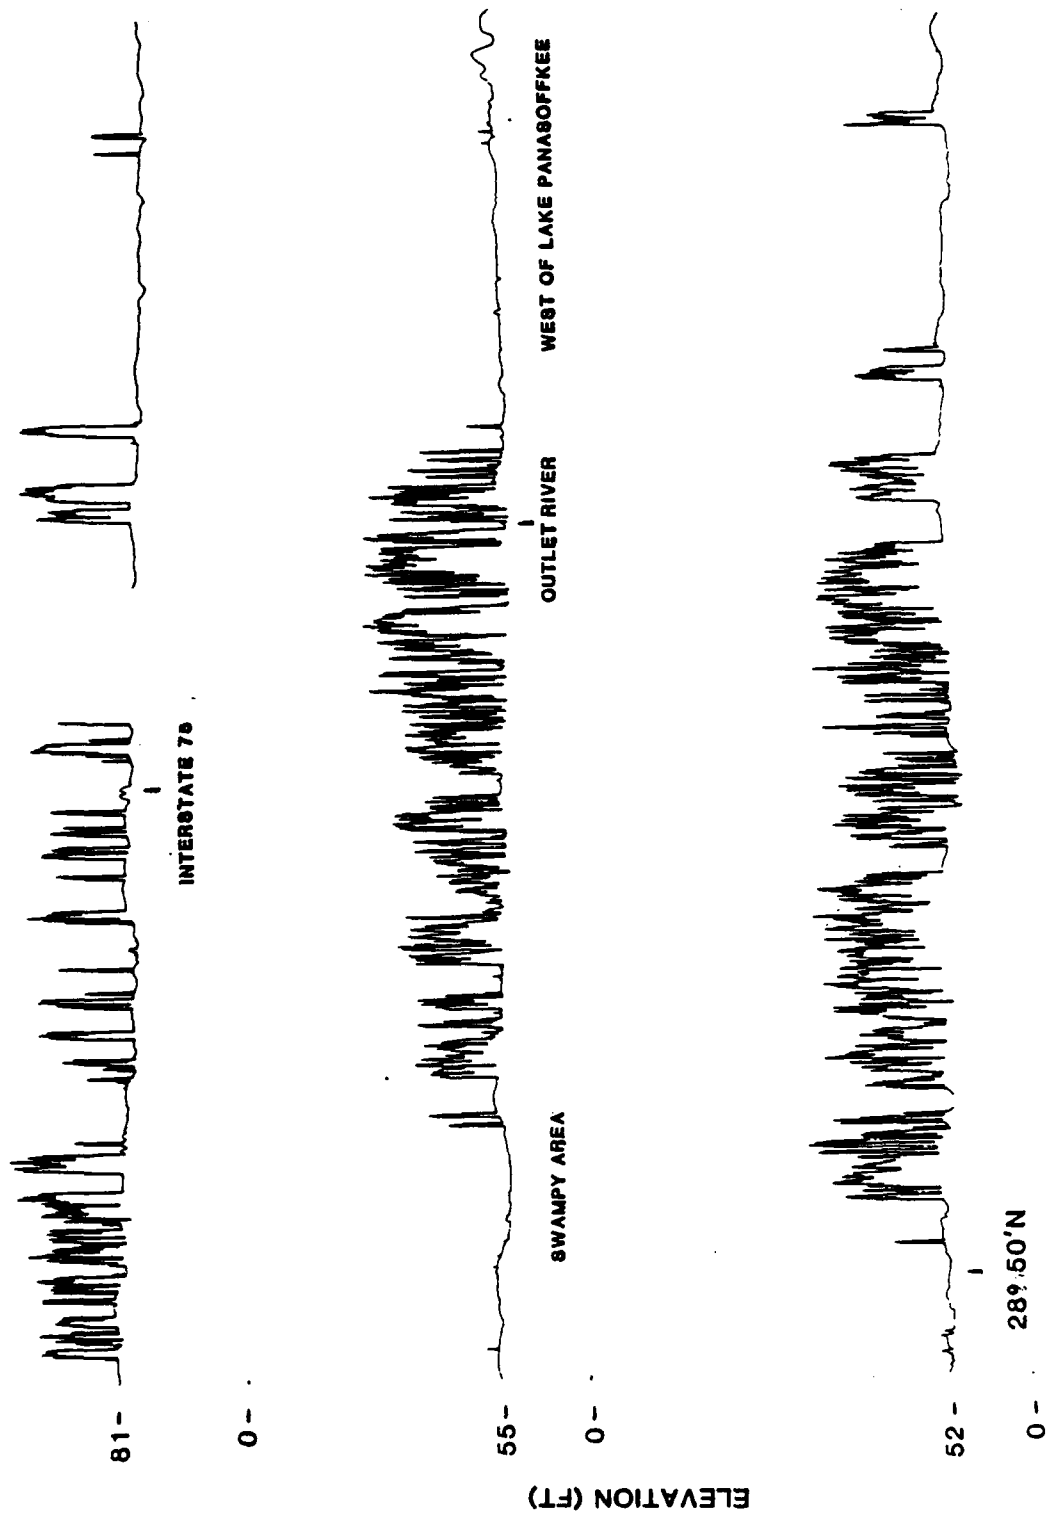 ELEVATION (FT)
81-
0-
INTERSTATE 75
55-
0-
SWAMPY AREA
OUTLET RIVER
WEST OF LAKE PANASOFFKEE
52-
0-
28° 50'N